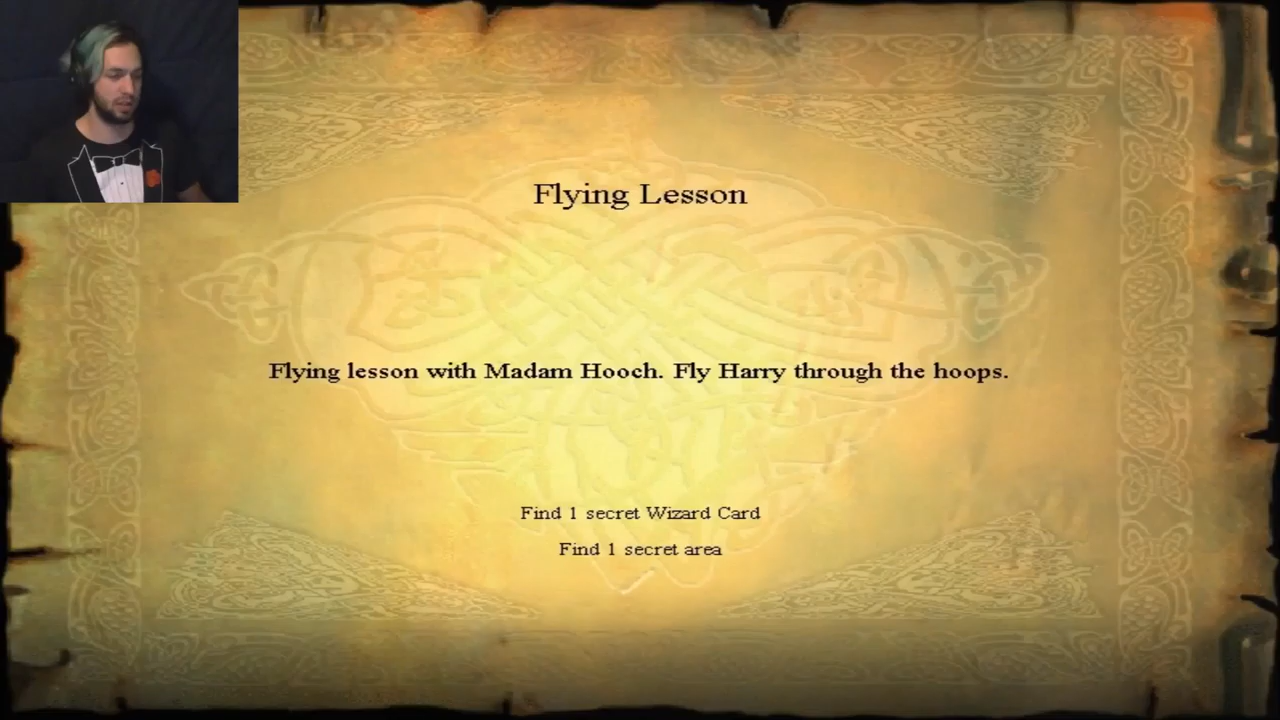 Flying Lesson
Flying lesson with Madam Hooch. Fly Harry through the hoops.
Find 1 secret Wizard Card
Find 1 secret area